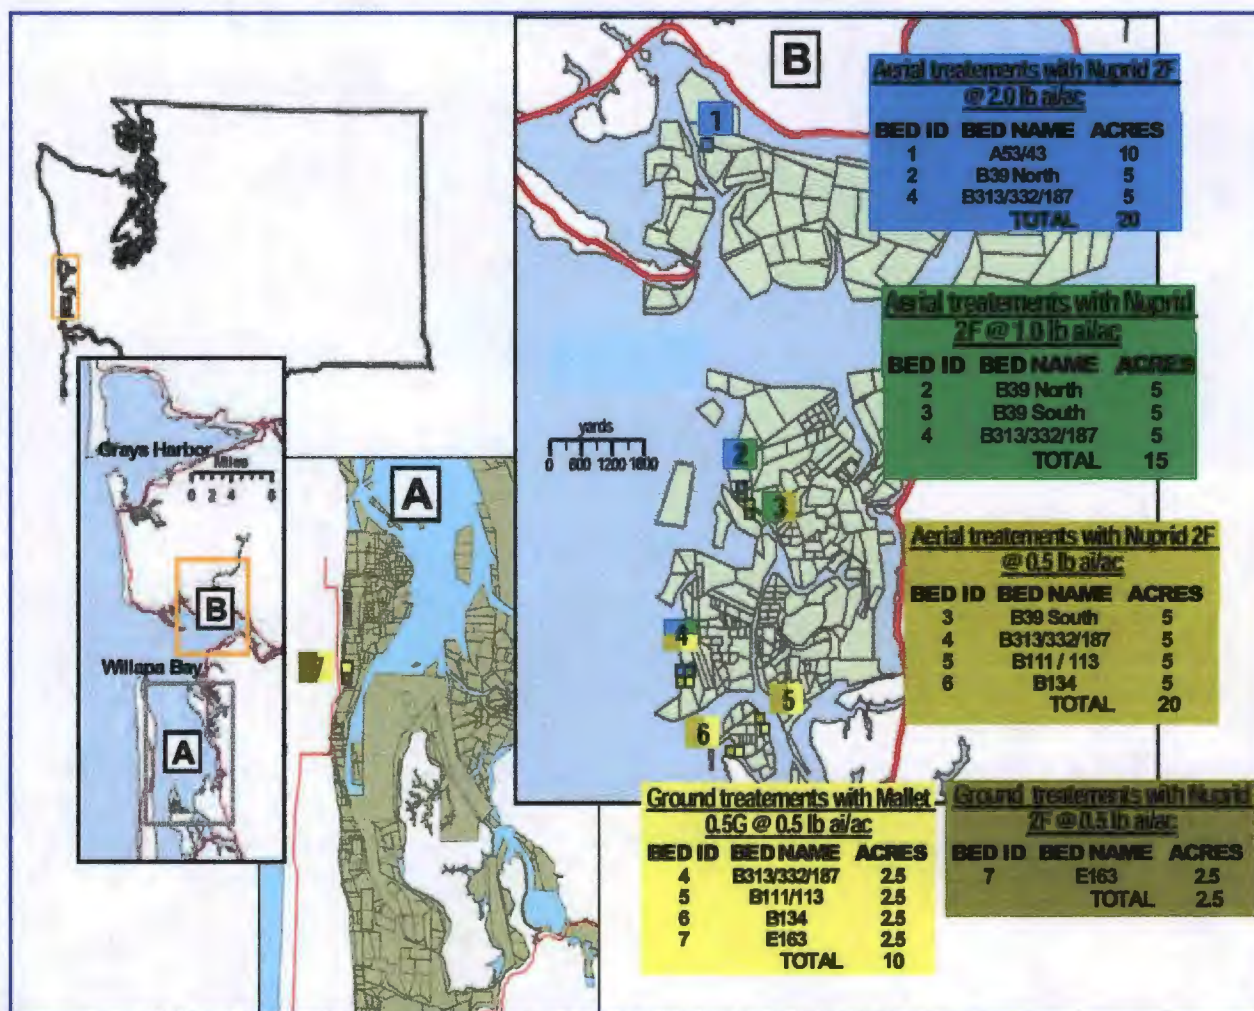 B
Aerial treatements with Nuprid 2F
@ 2.0 lb ai/ac
BED ID BED NAME ACRES
1 A53/43 10
2 B39 North 5
4 B313/332/187 5
TOTAL 20
1
Aerial treatements with Nuprid
2F @ 1.0 lb ai/ac
BED ID BED NAME ACRES
2 B39 North 5
3 B39 South 5
4 B313/332/187 5
TOTAL 15
yards
0 600 1200 1800
2
3
4
5
6
Aerial treatements with Nuprid 2F
@ 0.5 lb ai/ac
BED ID BED NAME ACRES
3 B39 South 5
4 B313/332/187 5
5 B111 / 113 5
6 B134 5
TOTAL 20
Grays Harbor
Miles
0 2 4 6
B
Willapa Bay
A
A
7
Ground treatements with Mallet
0.5G @ 0.5 lb ai/ac
BED ID BED NAME ACRES
4 B313/332/187 2.5
5 B111/113 2.5
6 B134 2.5
7 E163 2.5
TOTAL 10
Ground treatements with Nuprid
2F @ 0.5 lb ai/ac
BED ID BED NAME ACRES
7 E163 2.5
TOTAL 2.5